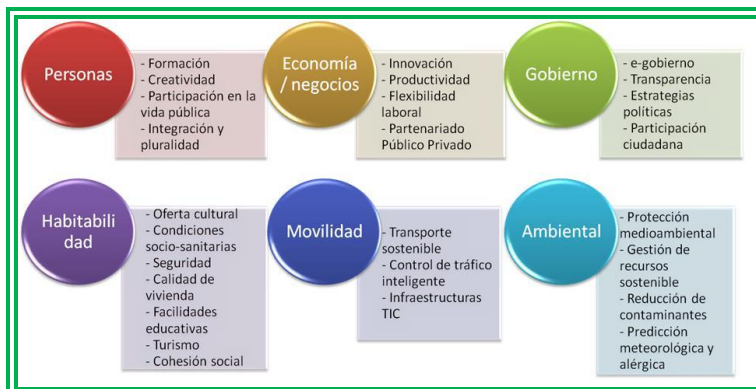 Personas
- Formación
- Creatividad
- Participación en la
vida pública
- Integración y
pluralidad
Economía
/ negocios
- Innovación
- Productividad
- Flexibilidad
laboral
- Partenariado
Público Privado
Gobierno
- e-gobierno
- Transparencia
- Estrategias
políticas
- Participación
ciudadana
Habitabili
dad
- Oferta cultural
- Condiciones
socio-sanitarias
- Seguridad
- Calidad de
vivienda
- Facilidades
educativas
- Turismo
- Cohesión social
Movilidad
- Transporte
sostenible
- Control de tráfico
inteligente
- Infraestructuras
TIC
Ambiental
- Protección
medioambiental
- Gestión de
recursos
sostenible
- Reducción de
contaminantes
- Predicción
meteorológica y
alérgica